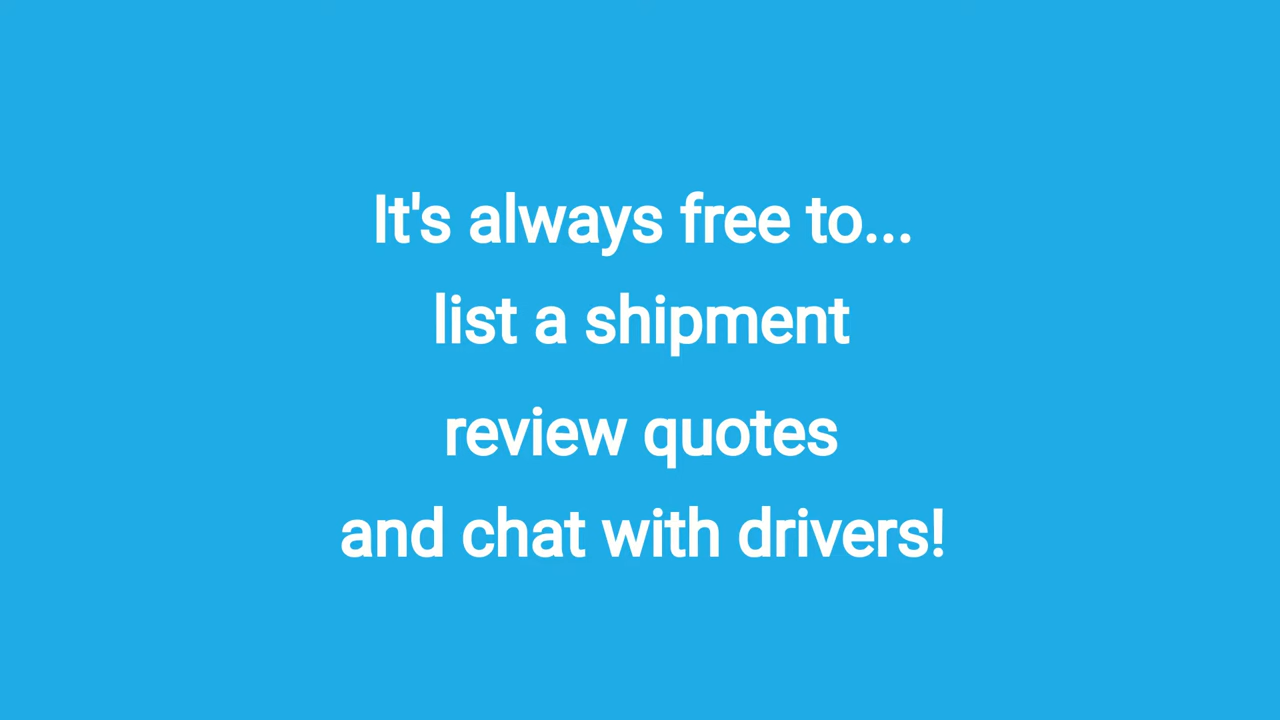 It's always free to...
list a shipment
review quotes
and chat with drivers!